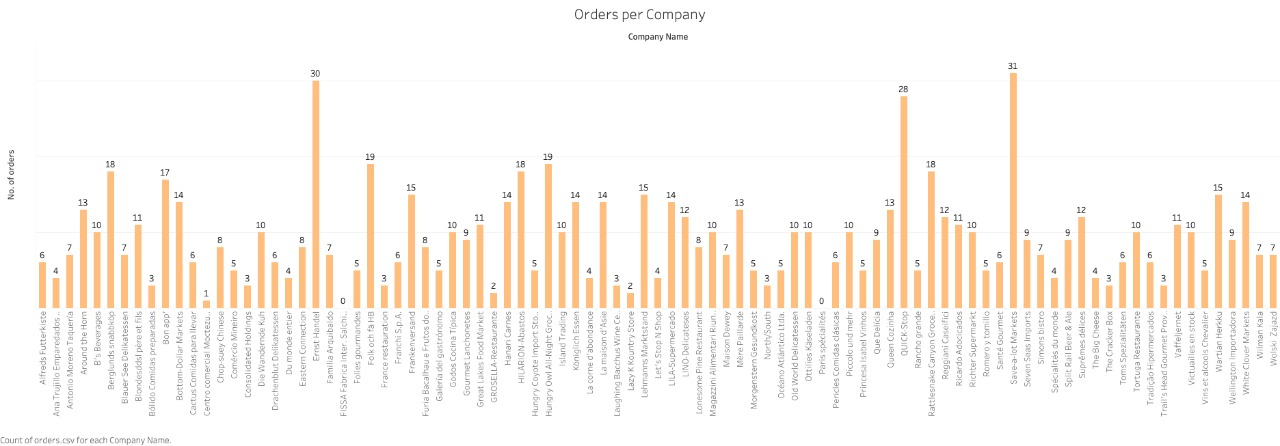 Orders per Company
Company Name
No. of orders
6
4
7
13
10
18
7
11
3
17
14
6
1
8
5
3
10
6
4
8
30
7
0
5
19
3
6
15
8
5
10
9
11
2
14
18
5
19
10
14
4
14
3
2
15
4
14
12
8
10
7
13
5
3
5
10
10
0
5
10
5
9
13
28
5
18
12
11
10
5
6
31
9
7
4
9
12
4
3
6
10
6
3
11
10
5
15
9
14
7
7
Alfreds Futterkiste
Ana Trujillo Emparedados ..
Antonio Moreno Taquería
Around the Horn
B's Beverages
Berglunds snabbköp
Blauer See Delikatessen
Blondesddsl père et fils
Bólido Comidas preparadas
Bon app'
Bottom-Dollar Markets
Cactus Comidas para llevar
Centro comercial Moctezu..
Chop-suey Chinese
Comércio Mineiro
Consolidated Holdings
Die Wandernde Kuh
Drachenblut Delikatessen
Du monde entier
Eastern Connection
Ernst Handel
Familia Arquibaldo
FISSA Fabrica Inter. Salchi..
Folies gourmandes
Folk och fä HB
France restauration
Franchi S.p.A.
Frankenversand
Furia Bacalhau e Frutos do..
Galería del gastrónomo
Godos Cocina Típica
Gourmet Lanchonetes
Great Lakes Food Market
GROSELLA-Restaurante
Hanari Carnes
HILARION-Abastos
Hungry Coyote Import Sto..
Hungry Owl All-Night Groc..
Island Trading
Königlich Essen
La corne d'abondance
La maison d'Asie
Laughing Bacchus Wine Ce..
Lazy K Kountry Store
Lehmanns Marktstand
Let's Stop N Shop
LILA-Supermercado
LINO-Delicateses
Lonesome Pine Restaurant
Magazzini Alimentari Riun..
Maison Dewey
Mère Paillarde
Morgenstern Gesundkost
North/South
Océano Atlántico Ltda.
Old World Delicatessen
Ottilies Käseladen
Paris spécialités
Pericles Comidas clásicas
Piccolo und mehr
Princesa Isabel Vinhos
Que Delícia
Queen Cozinha
QUICK-Stop
Rancho grande
Rattlesnake Canyon Groce..
Reggiani Caseifici
Ricardo Adocicados
Richter Supermarkt
Romero y tomillo
Santé Gourmet
Save-a-lot Markets
Seven Seas Imports
Simons bistro
Spécialités du monde
Split Rail Beer & Ale
Suprêmes délices
The Big Cheese
The Cracker Box
Toms Spezialitäten
Tortuga Restaurante
Tradição Hipermercados
Trail's Head Gourmet Prov..
Vaffeljernet
Victuailles en stock
Vins et alcools Chevalier
Wartian Herkku
Wellington Importadora
White Clover Markets
Wilman Kala
Wolski Zajazd
Count of orders.csv for each Company Name.